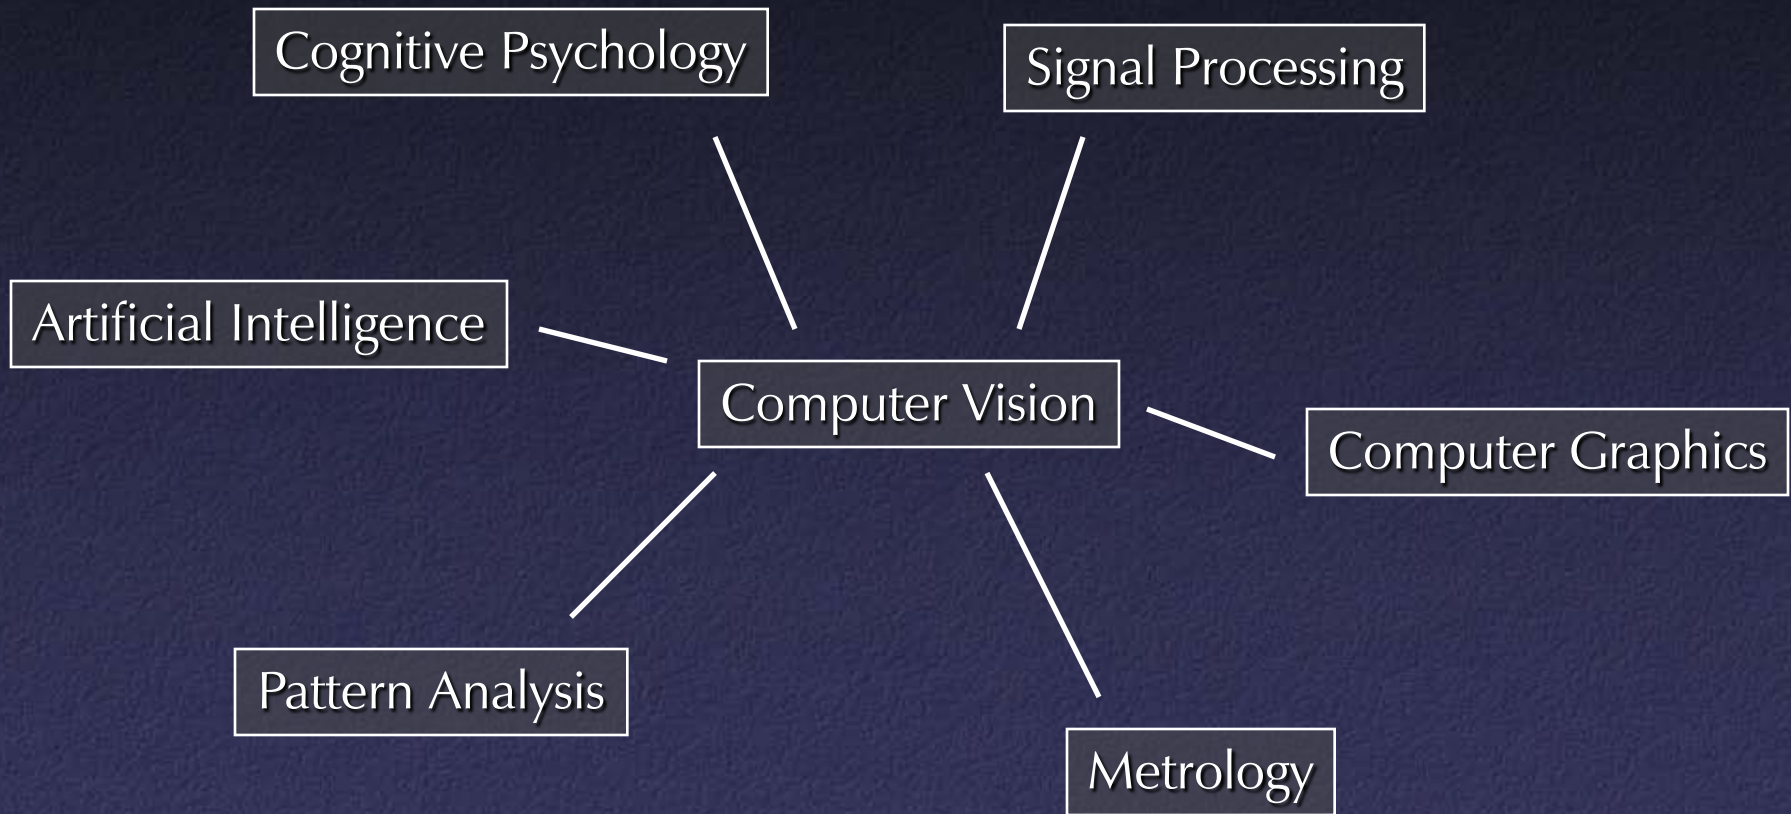 Cognitive Psychology
Signal Processing
Artificial Intelligence
Computer Vision
Computer Graphics
Pattern Analysis
Metrology